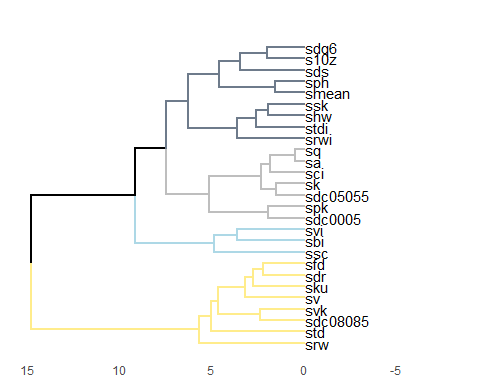 sdq6
s10z
sds
sph
smean
ssk
shw
stdi
srwi
sq
sa
sci
sk
sdc05055
spk
sdc0005
svi
sbi
ssc
sfd
sdr
sku
sv
svk
sdc08085
std
srw
15 10 5 0 -5